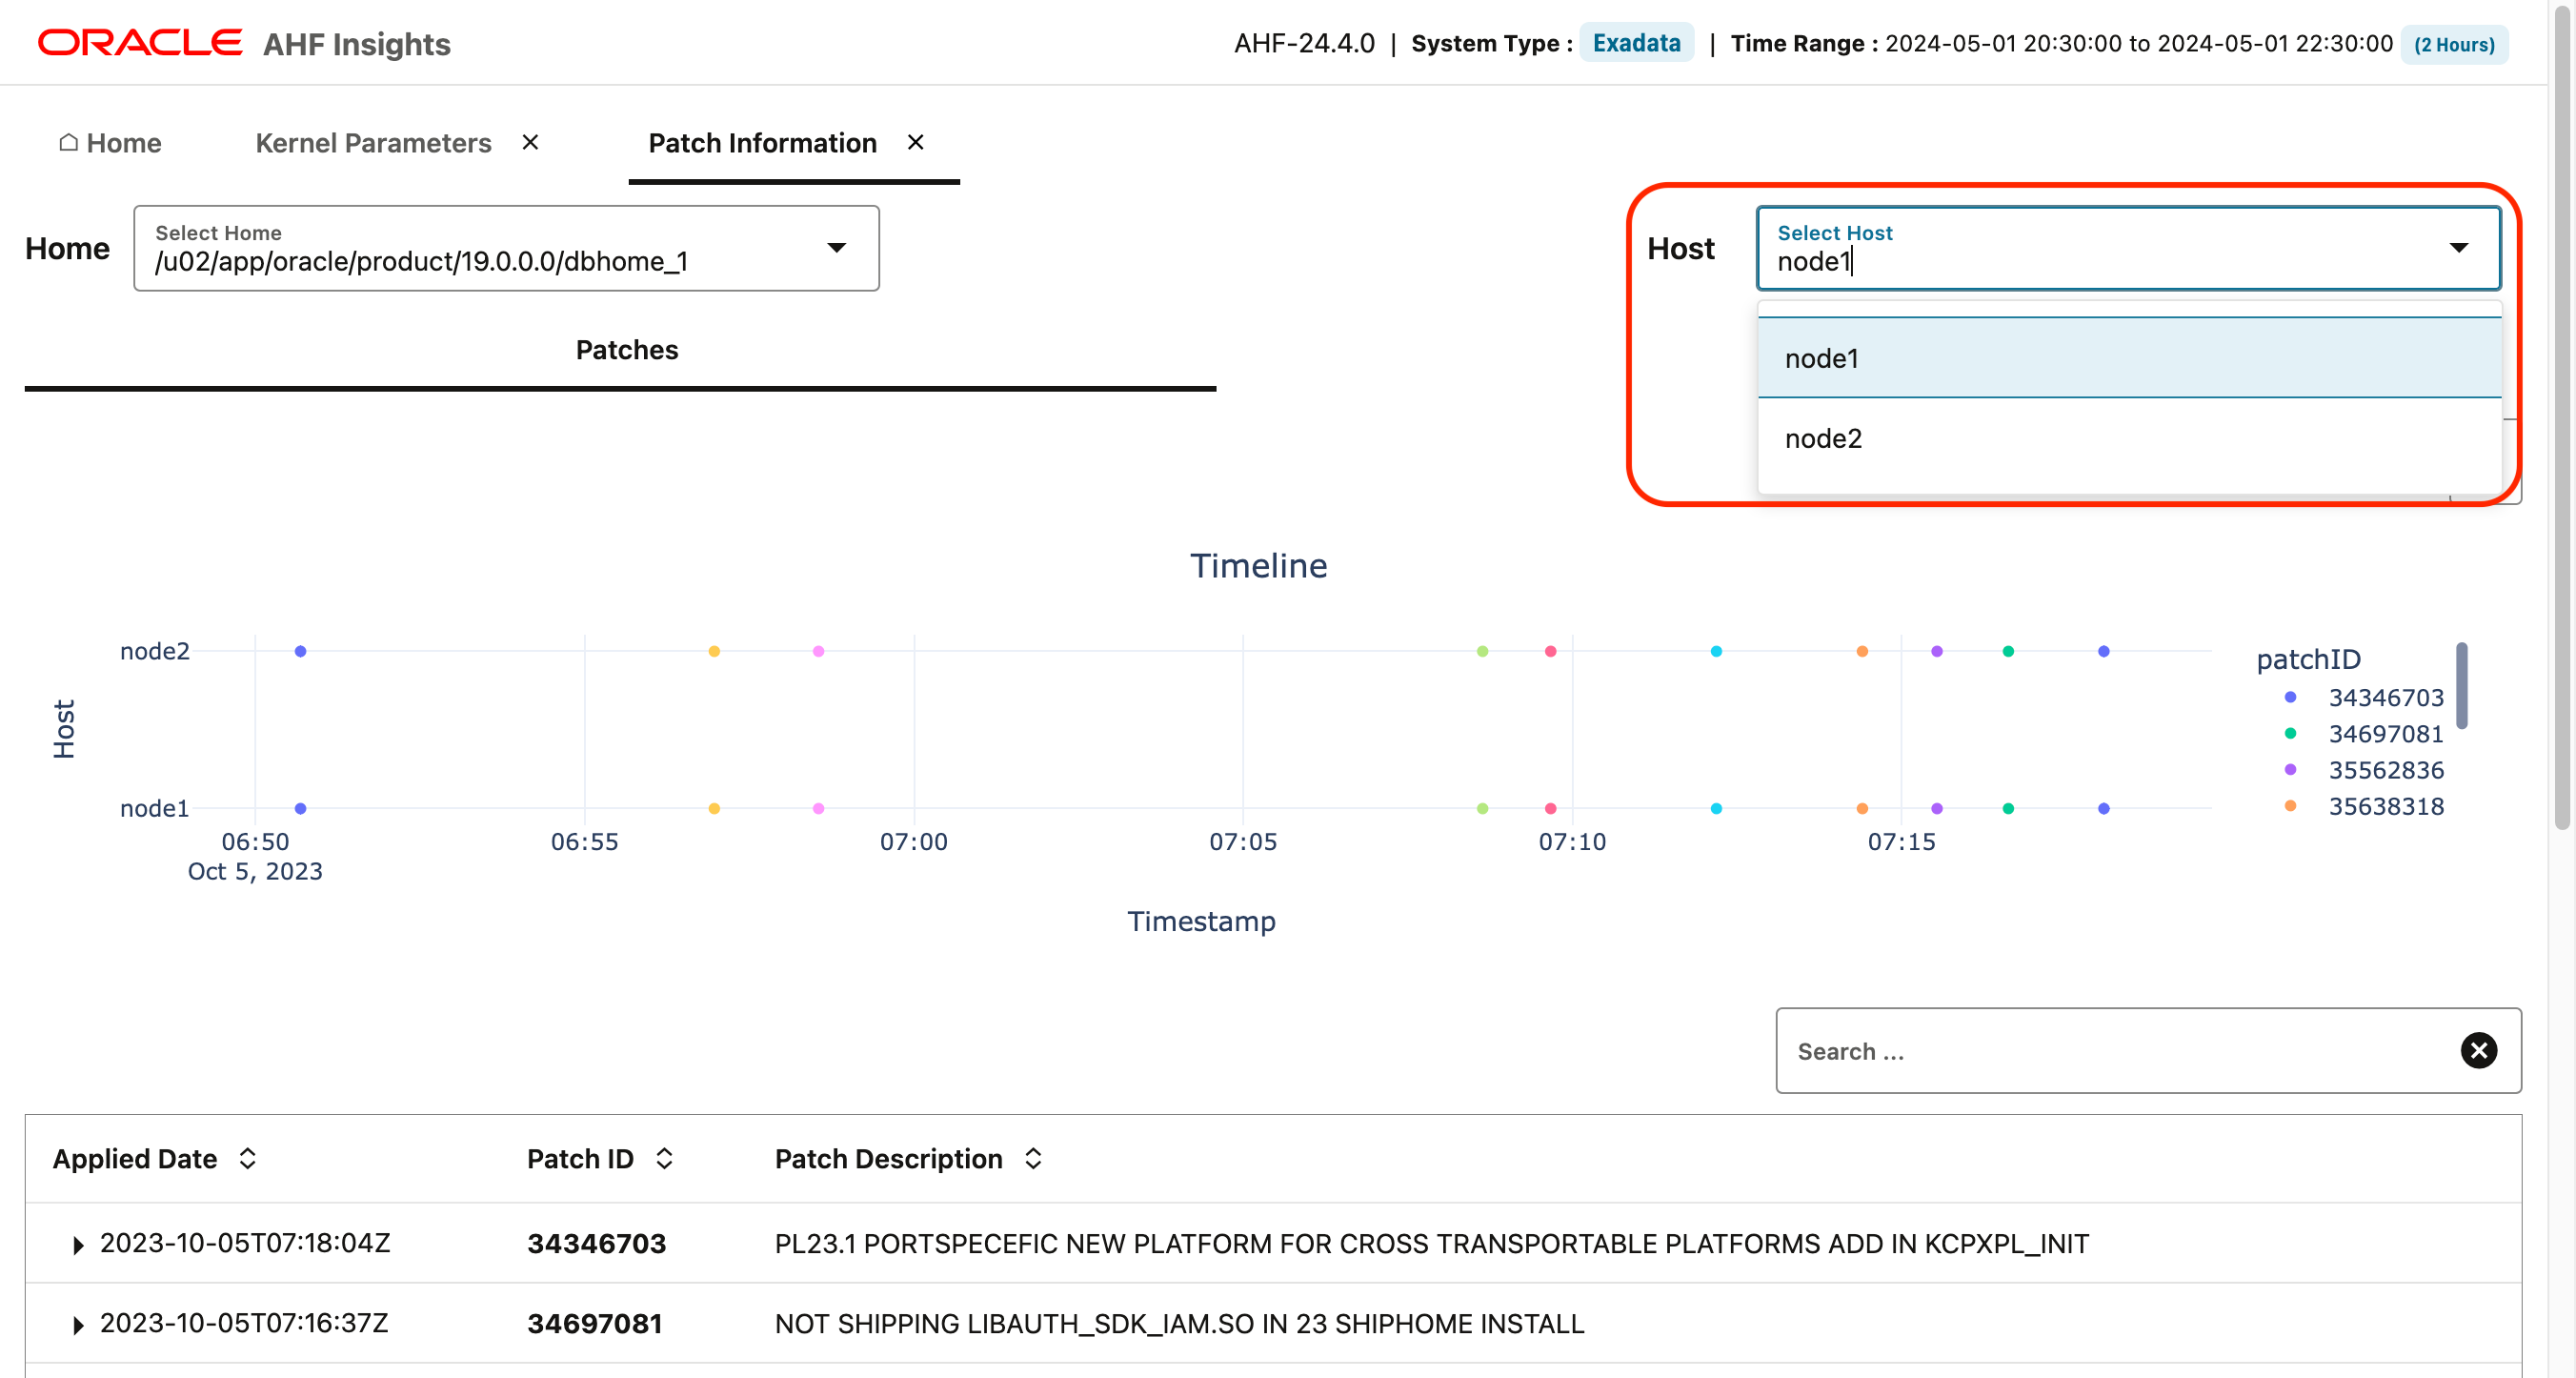 ORACLE AHF Insights
AHF-24.4.0 | System Type : Exadata | Time Range : 2024-05-01 20:30:00 to 2024-05-01 22:30:00 (2 Hours)
Home Kernel Parameters Patch Information
Home Select Home
/u02/app/oracle/product/19.0.0.0/dbhome_1
Host Select Host
node1
node1
node2
Patches
Timeline
node2
node1
Host
06:50 06:55 07:00 07:05 07:10 07:15
Oct 5, 2023
Timestamp
patchID
34346703
34697081
35562836
35638318
Search ...
Applied Date Patch ID Patch Description
2023-10-05T07:18:04Z 34346703 PL23.1 PORTSPECEFIC NEW PLATFORM FOR CROSS TRANSPORTABLE PLATFORMS ADD IN KCPXPL_INIT
2023-10-05T07:16:37Z 34697081 NOT SHIPPING LIBAUTH_SDK_IAM.SO IN 23 SHIPHOME INSTALL